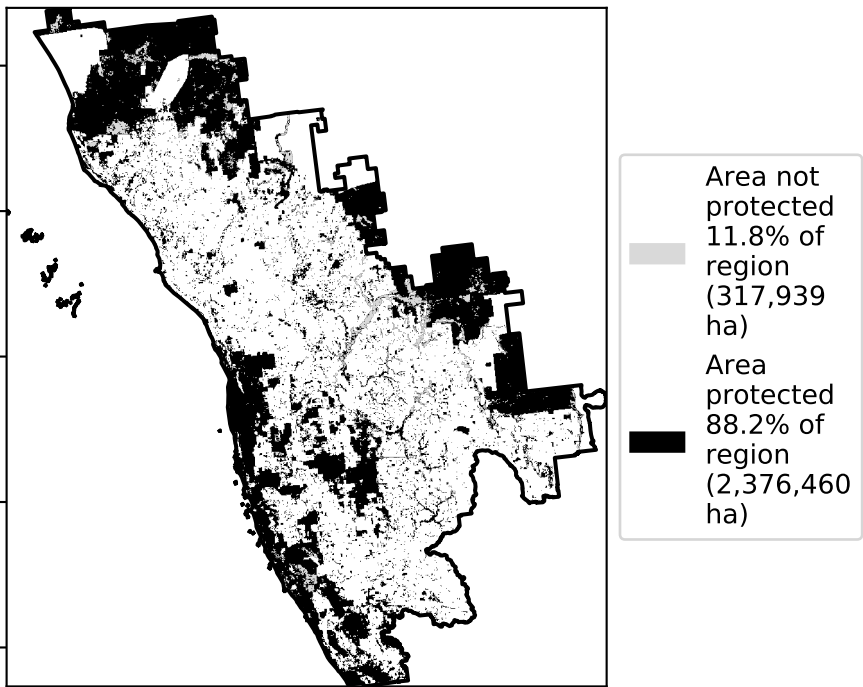 Area not
protected
11.8% of
region
(317,939
ha)
Area
protected
88.2% of
region
(2,376,460
ha)